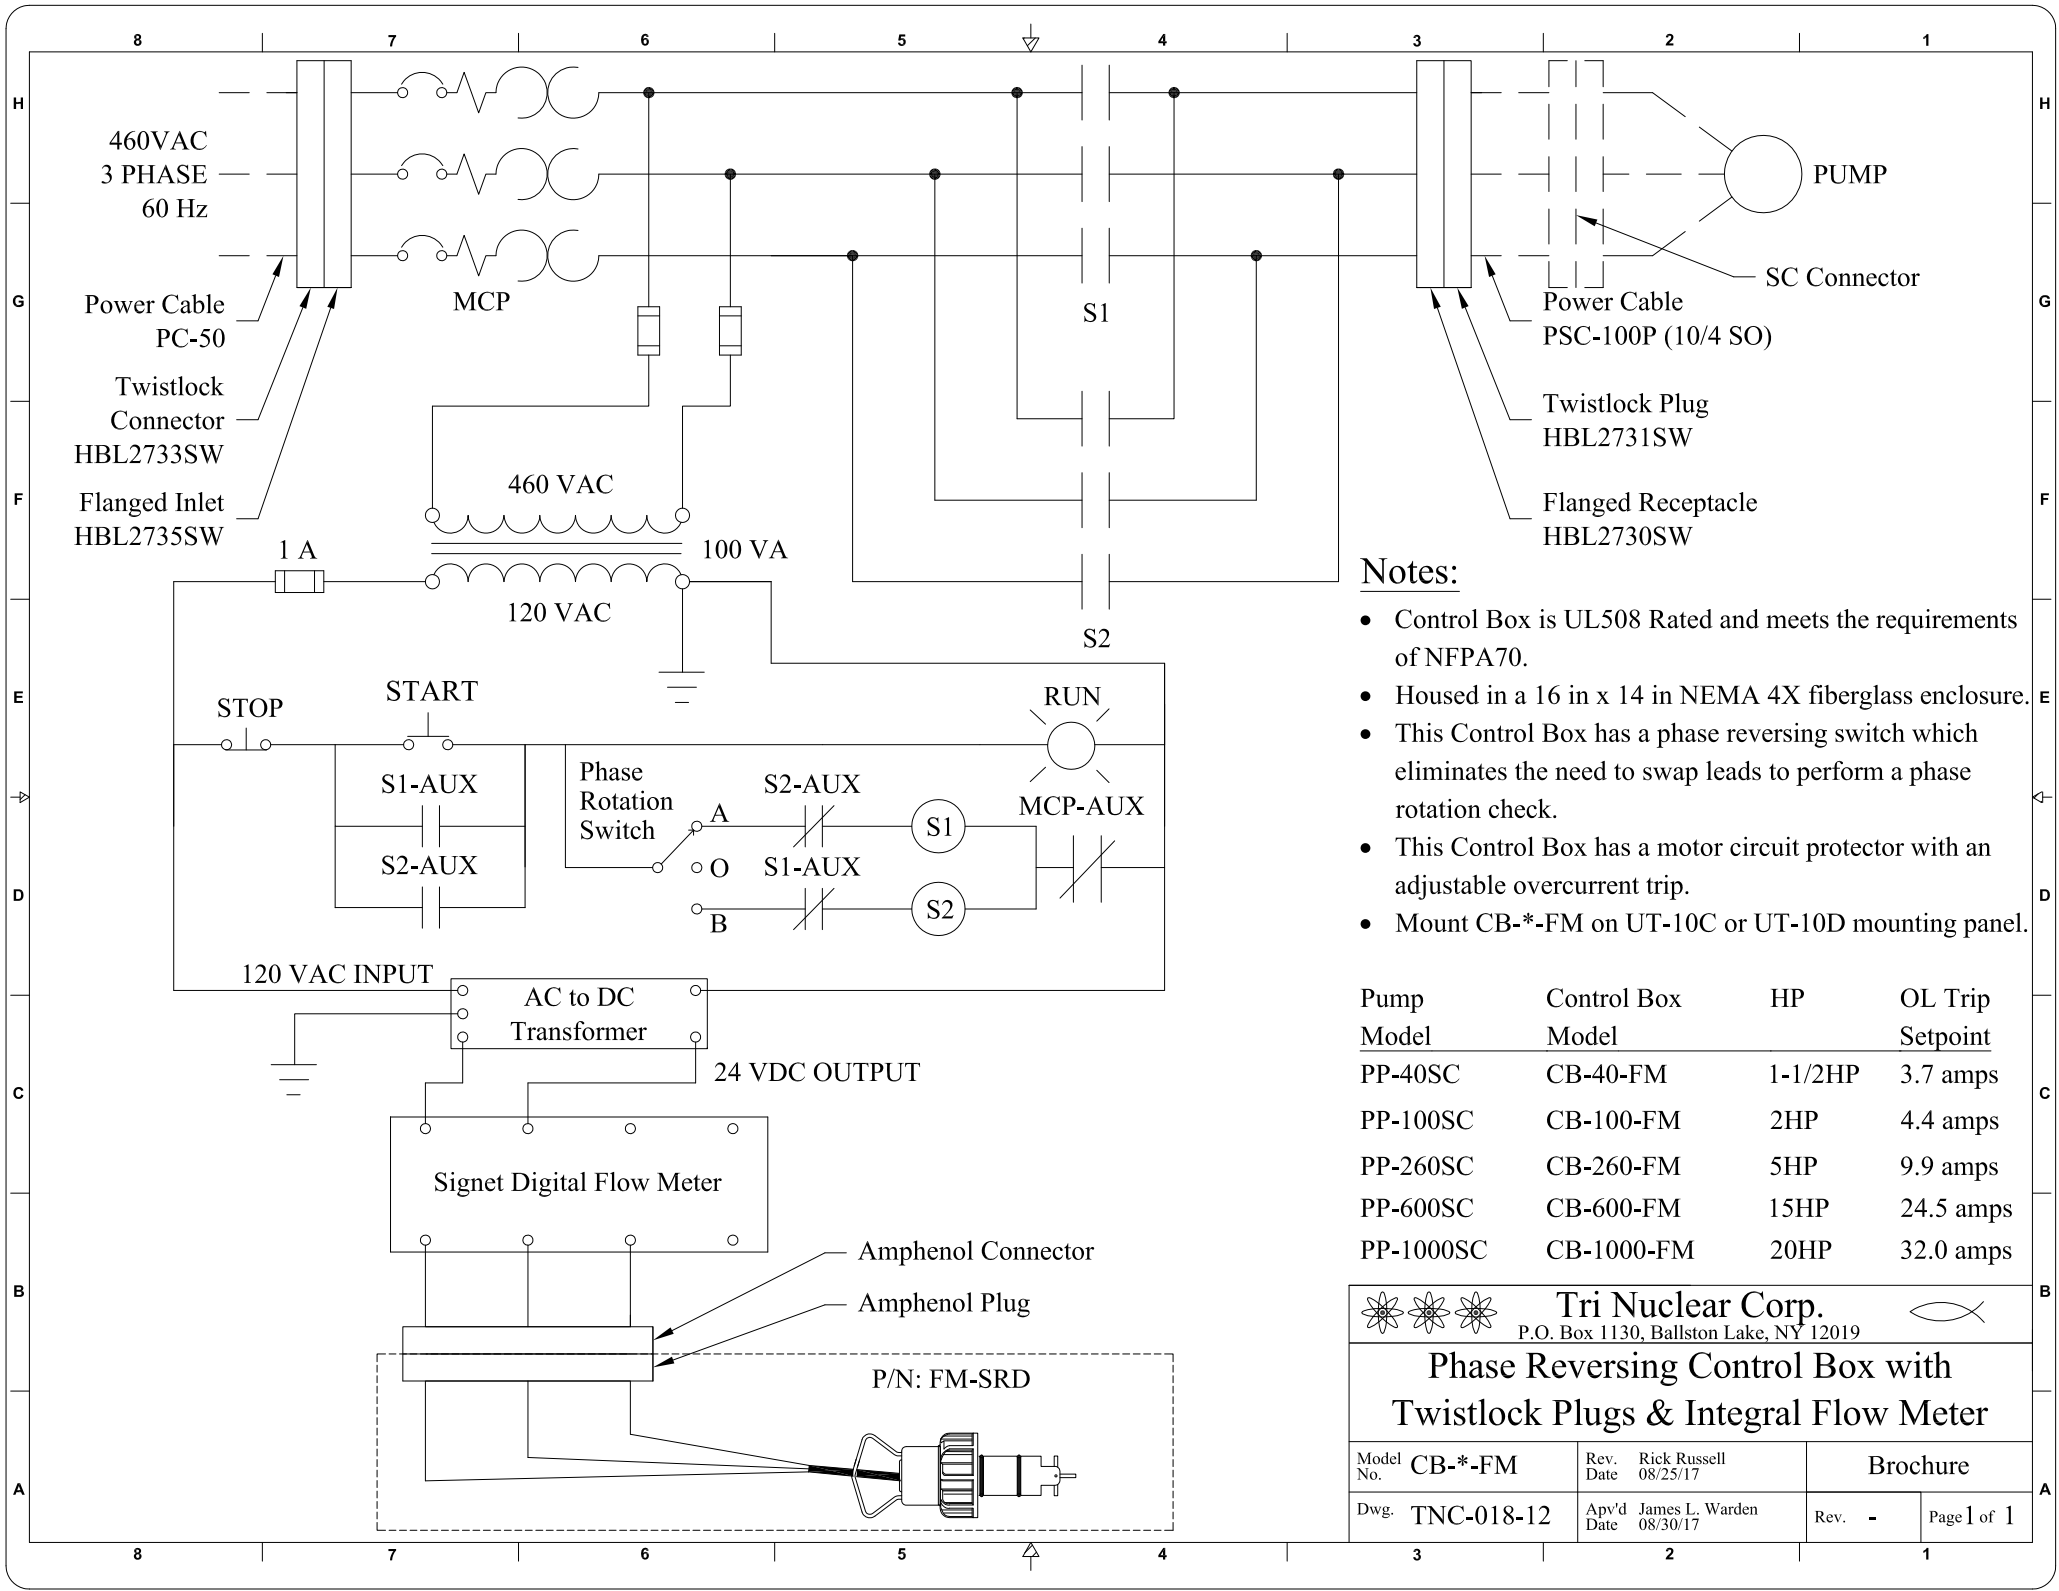 8 7 6 5 4 3 2 1
H
G
F
E
D
C
B
A
H
G
F
E
D
C
B
A
460VAC
3 PHASE
60 Hz
Power Cable
PC-50
Twistlock
Connector
HBL2733SW
Flanged Inlet
HBL2735SW
MCP
S1
S2
PUMP
SC Connector
Power Cable
PSC-100P (10/4 SO)
Twistlock Plug
HBL2731SW
Flanged Receptacle
HBL2730SW
460 VAC
100 VA
1 A
120 VAC
STOP
START
S1-AUX
S2-AUX
Phase
Rotation
Switch
A
O
B
S2-AUX
S1-AUX
S1
S2
RUN
MCP-AUX
120 VAC INPUT
AC to DC
Transformer
24 VDC OUTPUT
Signet Digital Flow Meter
Amphenol Connector
Amphenol Plug
P/N: FM-SRD
Notes:
• Control Box is UL508 Rated and meets the requirements
of NFPA70.
• Housed in a 16 in x 14 in NEMA 4X fiberglass enclosure.
• This Control Box has a phase reversing switch which
eliminates the need to swap leads to perform a phase
rotation check.
• This Control Box has a motor circuit protector with an
adjustable overcurrent trip.
• Mount CB-*-FM on UT-10C or UT-10D mounting panel.
Pump Control Box HP OL Trip
Model Model Setpoint
PP-40SC CB-40-FM 1-1/2HP 3.7 amps
PP-100SC CB-100-FM 2HP 4.4 amps
PP-260SC CB-260-FM 5HP 9.9 amps
PP-600SC CB-600-FM 15HP 24.5 amps
PP-1000SC CB-1000-FM 20HP 32.0 amps
Tri Nuclear Corp.
P.O. Box 1130, Ballston Lake, NY 12019
Phase Reversing Control Box with
Twistlock Plugs & Integral Flow Meter
Model No. CB-*-FM
Rev. Rick Russell
Date 08/25/17
Brochure
Dwg. TNC-018-12
Apv'd James L. Warden
Date 08/30/17
Rev. -
Page 1 of 1
8 7 6 5 4 3 2 1